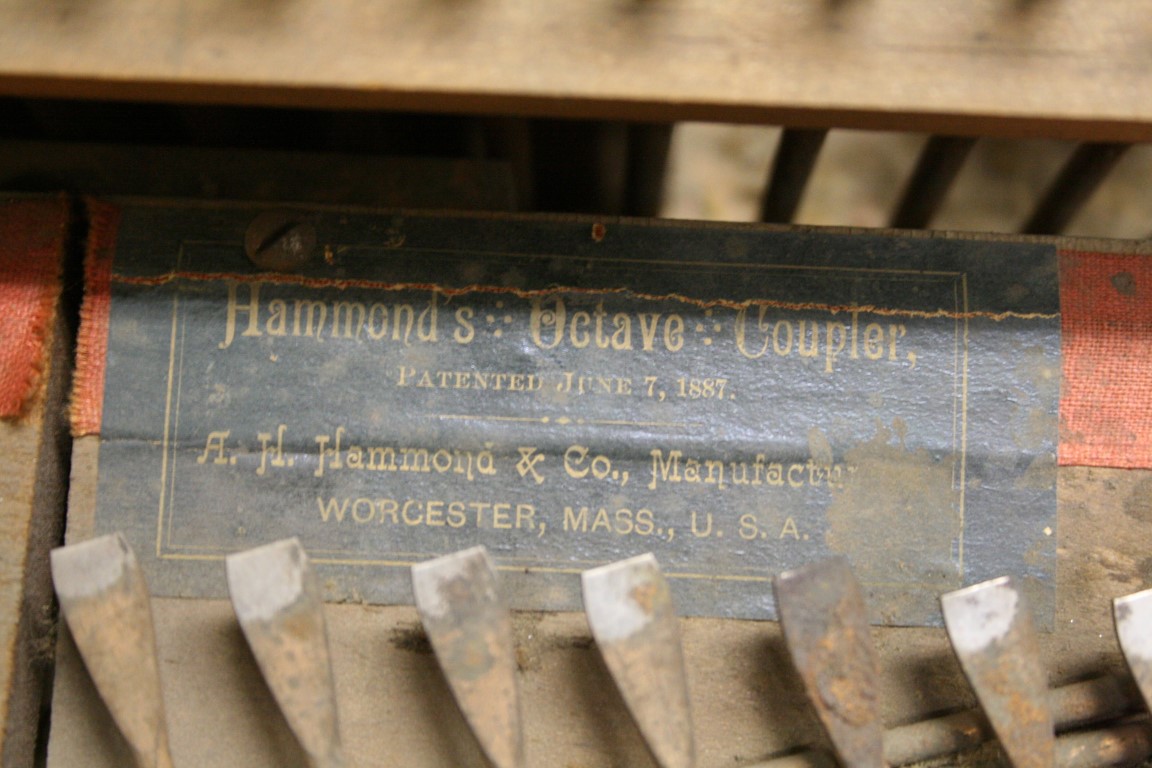 Hammond's Octave Coupler,
PATENTED JUNE 7, 1887.
A. H. Hammond & Co.,
WORCESTER, MASS., U. S. A.